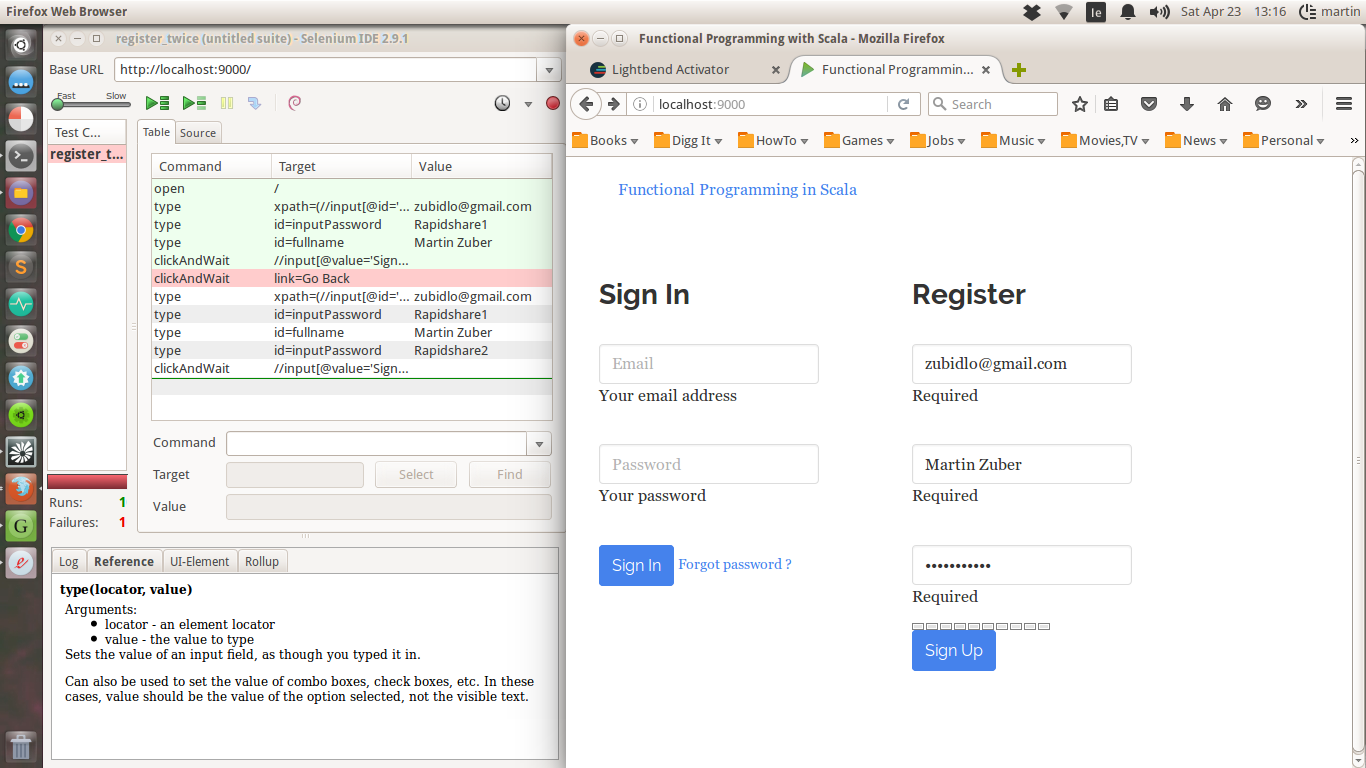 Firefox Web Browser
Ie
Sat Apr 23 13:16 martin
register_twice (untitled suite) - Selenium IDE 2.9.1
Base URL http://localhost:9000/
Fast Slow
Test C...
register_t...
Table Source
Command Target Value
open /
type xpath=(//input[@id='... zubidlo@gmail.com
type id=inputPassword Rapidshare1
type id=fullname Martin Zuber
clickAndWait //input[@value='Sign...
clickAndWait link=Go Back
type xpath=(//input[@id='... zubidlo@gmail.com
type id=inputPassword Rapidshare1
type id=fullname Martin Zuber
type id=inputPassword Rapidshare2
clickAndWait //input[@value='Sign...
Command
Target Select Find
Value
Runs: 1
Failures: 1
Log Reference UI-Element Rollup
type(locator, value)
Arguments:
locator - an element locator
value - the value to type
Sets the value of an input field, as though you typed it in.
Can also be used to set the value of combo boxes, check boxes, etc. In these
cases, value should be the value of the option selected, not the visible text.
Functional Programming with Scala - Mozilla Firefox
Lightbend Activator
Functional Programmin...
localhost:9000
Search
Books Digg It HowTo Games Jobs Music Movies,TV News Personal
Functional Programming in Scala
Sign In
Email
Your email address
Password
Your password
Sign In Forgot password ?
Register
zubidlo@gmail.com
Required
Martin Zuber
Required
•••••••••••
Required
Sign Up